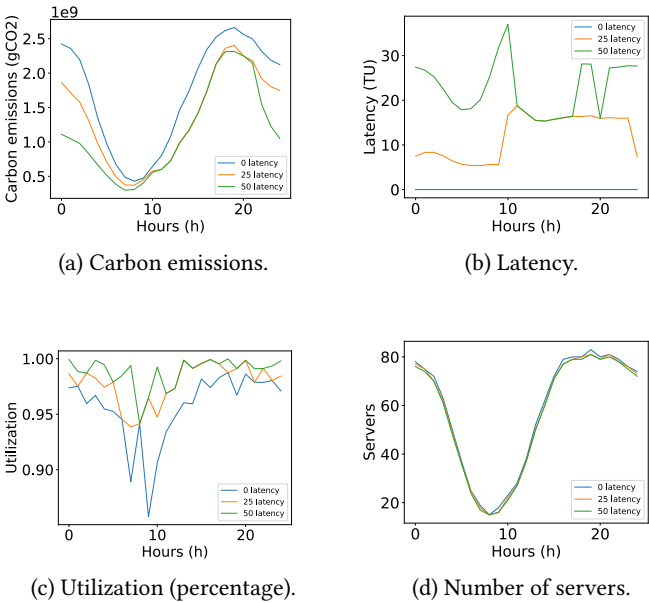 1e9
Carbon emissions (gCO2)
2.5
2.0
1.5
1.0
0.5
0 latency
25 latency
50 latency
0
10
20
Hours (h)
(a) Carbon emissions.
Latency (TU)
30
20
10
0
0 latency
25 latency
50 latency
0
10
20
Hours (h)
(b) Latency.
Utilization
1.00
0.95
0.90
0 latency
25 latency
50 latency
0
10
20
Hours (h)
(c) Utilization (percentage).
Servers
80
60
40
20
0 latency
25 latency
50 latency
0
10
20
Hours (h)
(d) Number of servers.